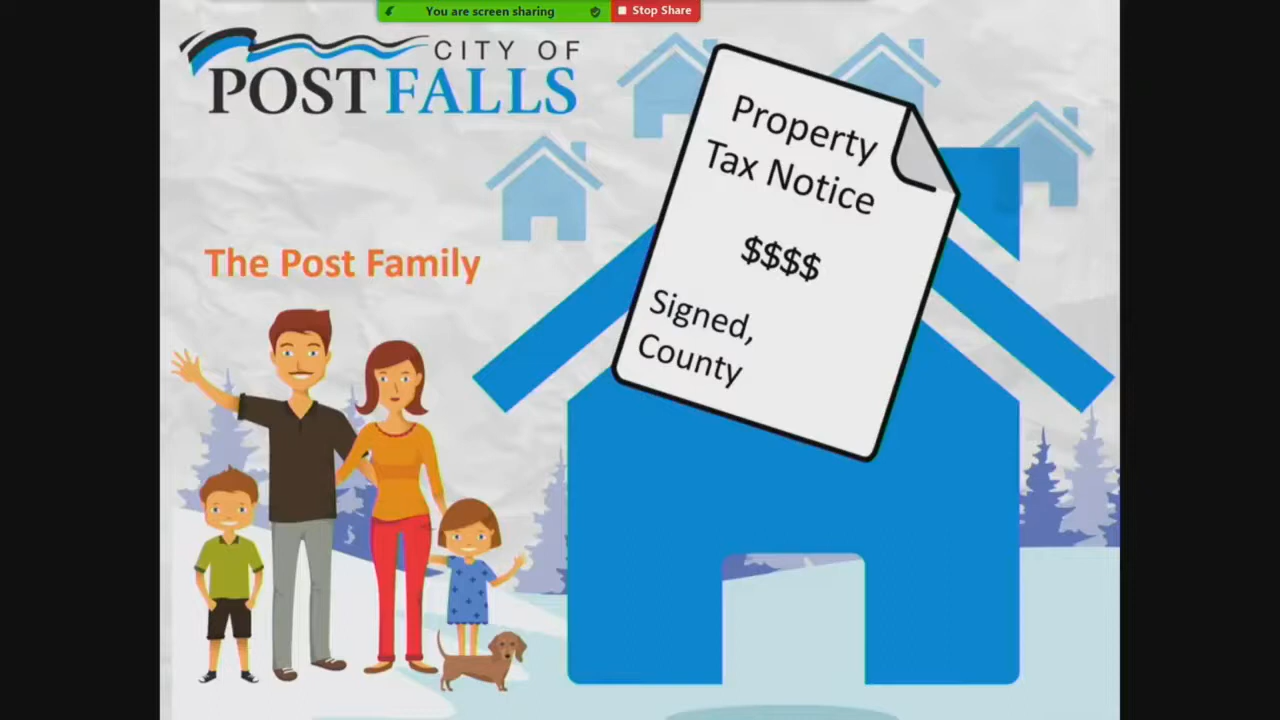 You are screen sharing
Stop Share
CITY OF
POST FALLS
Property
Tax Notice
$$$$
Signed,
County
The Post Family